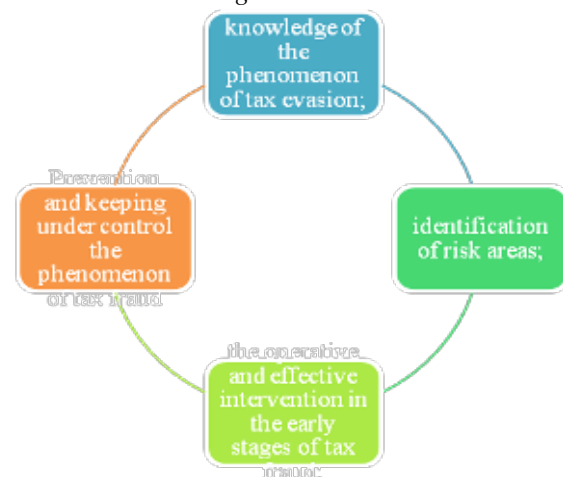 knowledge of
the
phenomenon
of tax evasion;
identification
of risk areas;
the operative
and effective
intervention in
the early
stages of tax
Prevention
and keeping
under control
the
phenomenon
of tax fraud